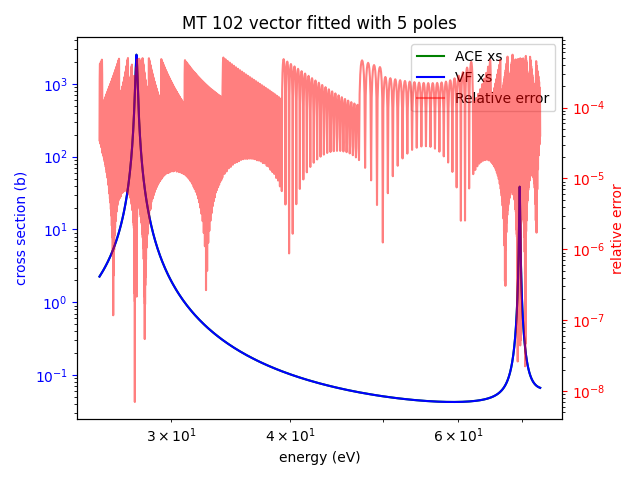 MT 102 vector fitted with 5 poles
ACE xs
VF xs
Relative error
cross section (b)
10³
10²
10¹
10⁰
10⁻¹
relative error
10⁻⁴
10⁻⁵
10⁻⁶
10⁻⁷
10⁻⁸
3 × 10¹ 4 × 10¹ 6 × 10¹
energy (eV)